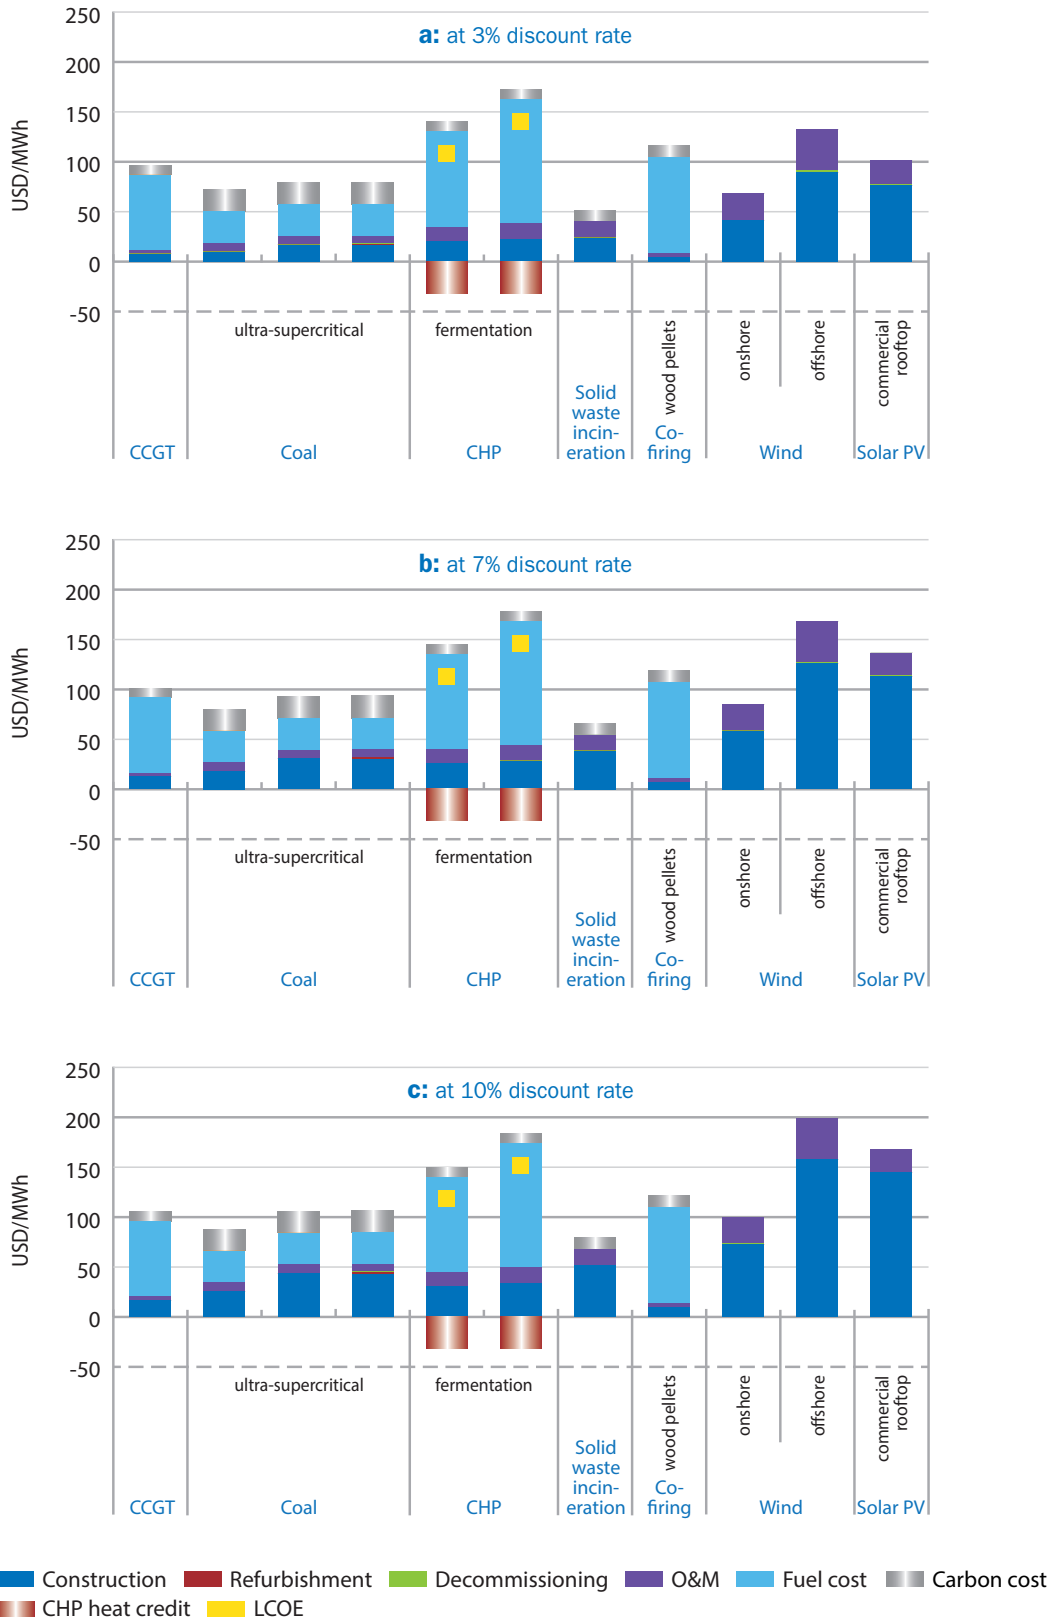 a: at 3% discount rate
USD/MWh
250
200
150
100
50
0
-50
ultra-supercritical
fermentation
wood pellets
onshore
offshore
commercial
rooftop
CCGT
Coal
CHP
Solid
waste
incin-
eration
Co-
firing
Wind
Solar PV
b: at 7% discount rate
USD/MWh
250
200
150
100
50
0
-50
ultra-supercritical
fermentation
wood pellets
onshore
offshore
commercial
rooftop
CCGT
Coal
CHP
Solid
waste
incin-
eration
Co-
firing
Wind
Solar PV
c: at 10% discount rate
USD/MWh
250
200
150
100
50
0
-50
ultra-supercritical
fermentation
wood pellets
onshore
offshore
commercial
rooftop
CCGT
Coal
CHP
Solid
waste
incin-
eration
Co-
firing
Wind
Solar PV
Construction Refurbishment Decommissioning O&M Fuel cost Carbon cost
CHP heat credit LCOE